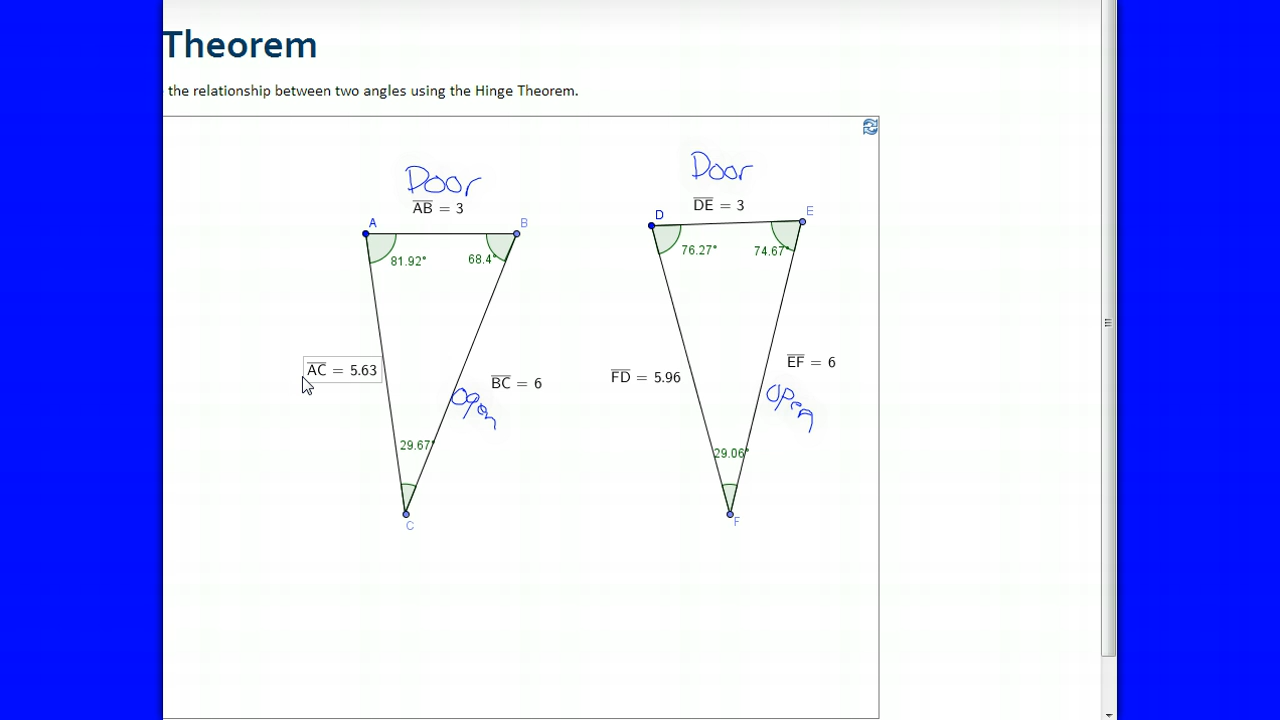 Theorem
the relationship between two angles using the Hinge Theorem.
Door
Door
AB = 3
DE = 3
A
B
D
E
81.92°
68.4°
76.27°
74.67°
AC = 5.63
BC = 6
FD = 5.96
EF = 6
Open
open
29.67°
29.06°
C
F